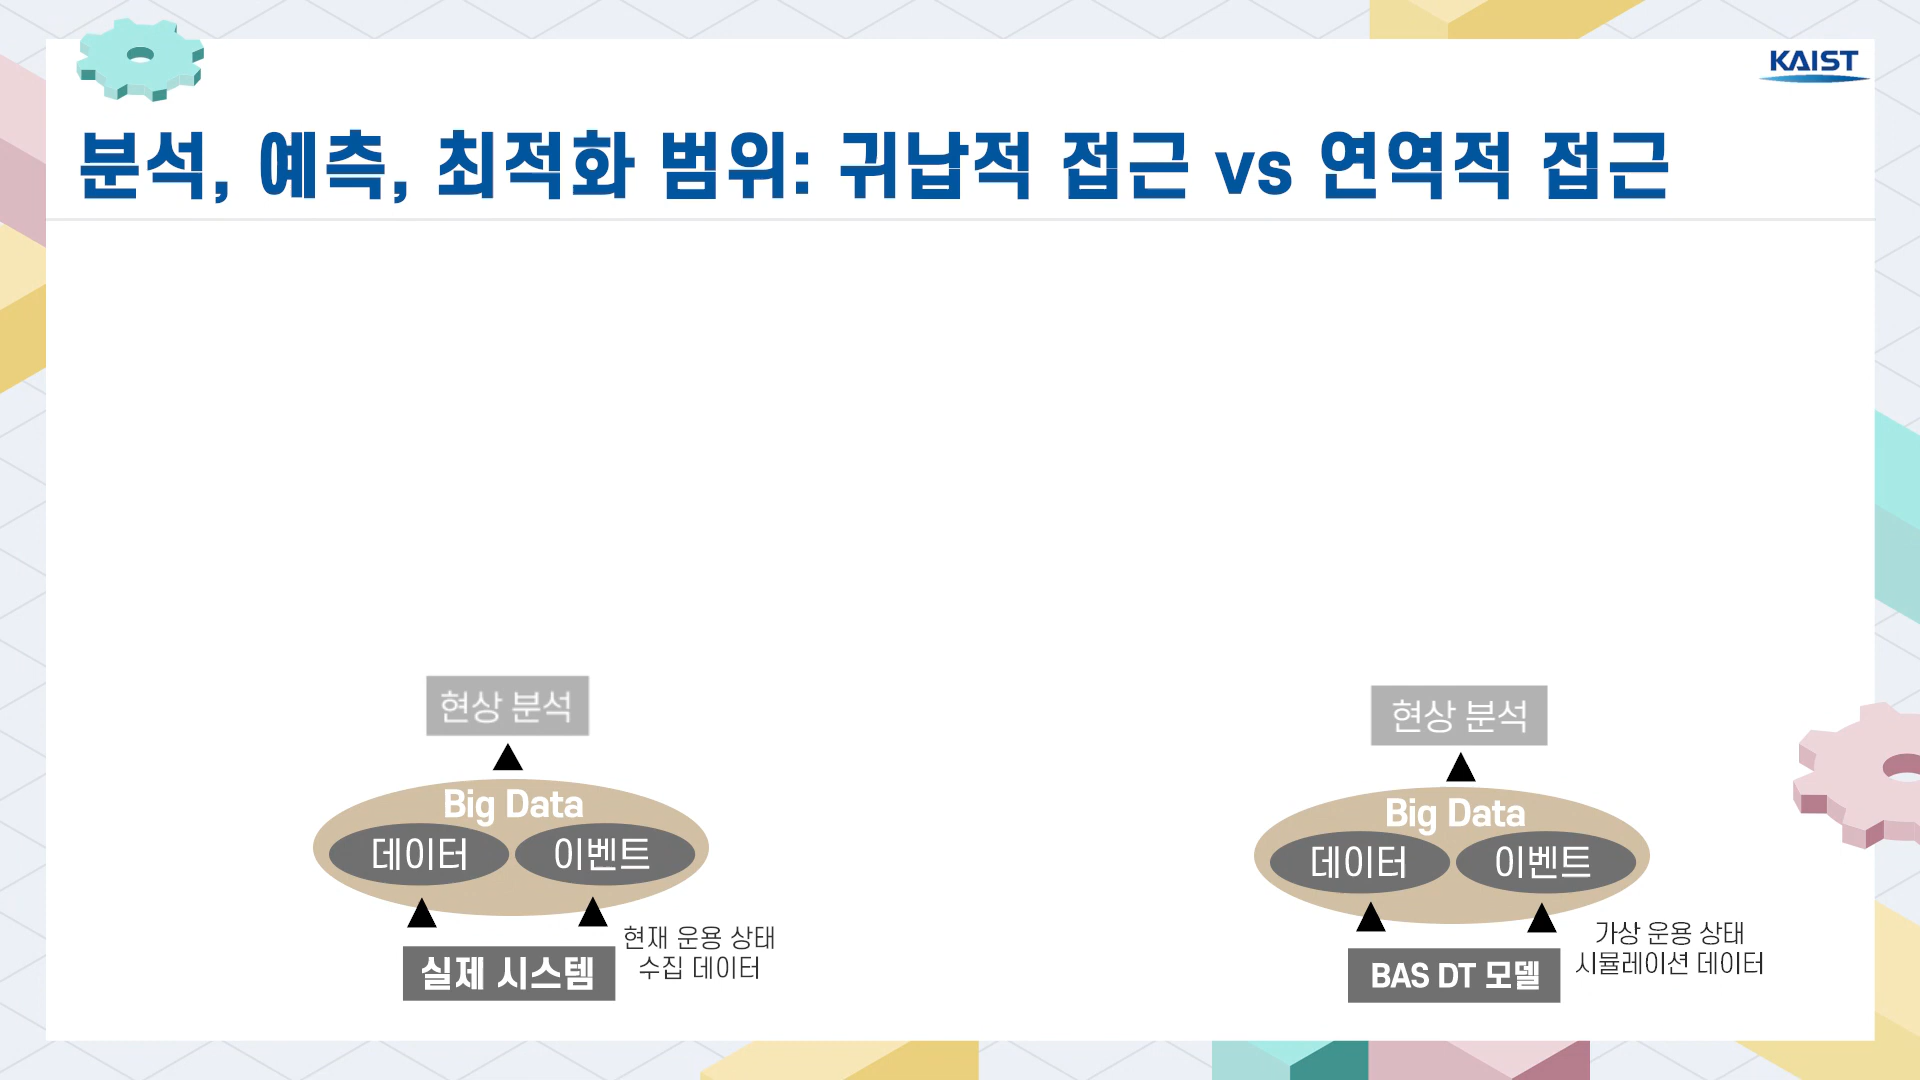 KAIST
분석, 예측, 최적화 범위: 귀납적 접근 vs 연역적 접근
현상 분석
Big Data
데이터
이벤트
실제 시스템
현재 운용 상태
수집 데이터
현상 분석
Big Data
데이터
이벤트
BAS DT 모델
가상 운용 상태
시뮬레이션 데이터